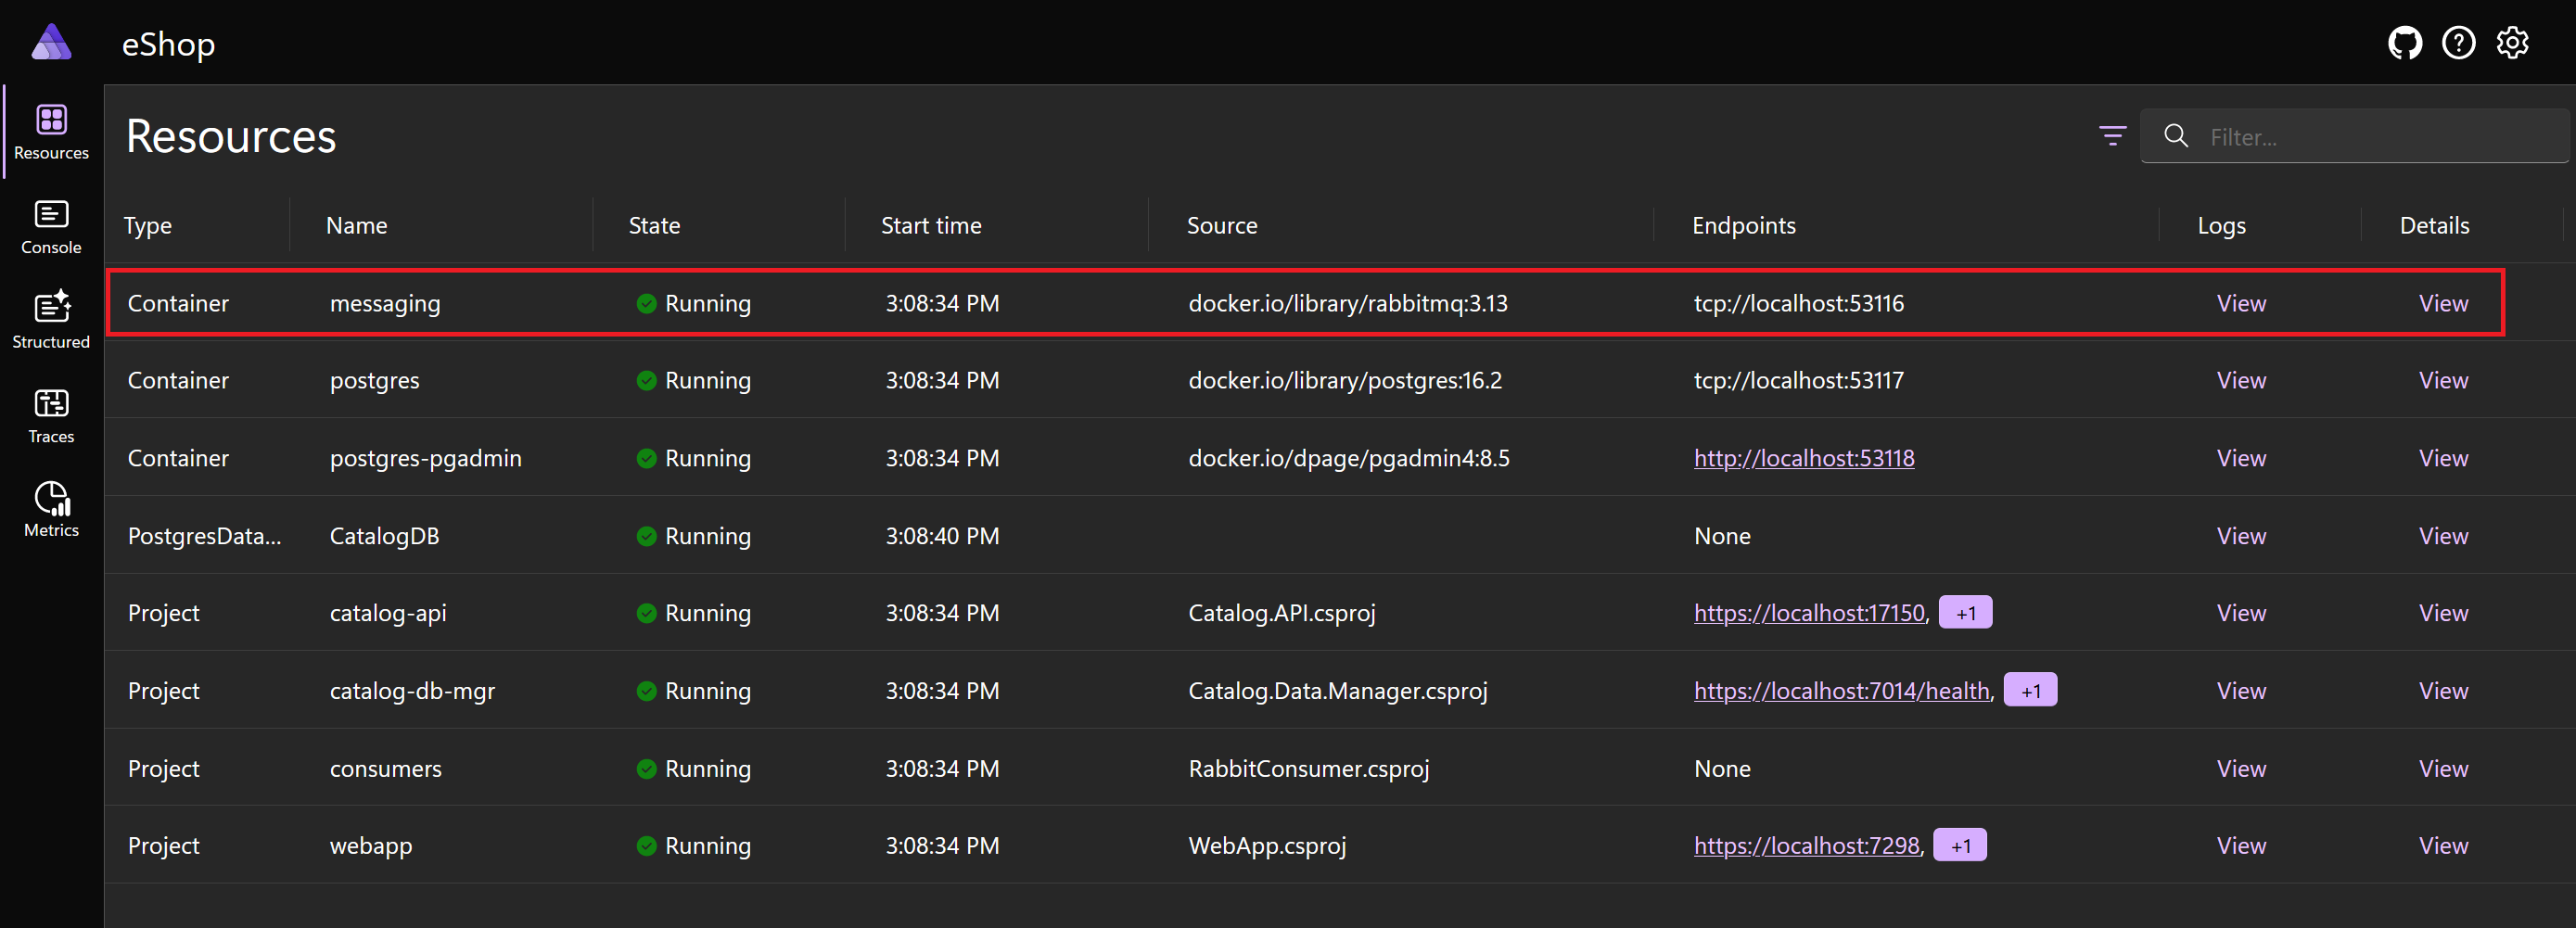 eShop
Resources
Console
Structured
Traces
Metrics
Resources
Filter...
Type Name State Start time Source Endpoints Logs Details
Container messaging Running 3:08:34 PM docker.io/library/rabbitmq:3.13 tcp://localhost:53116 View View
Container postgres Running 3:08:34 PM docker.io/library/postgres:16.2 tcp://localhost:53117 View View
Container postgres-pgadmin Running 3:08:34 PM docker.io/dpage/pgadmin4:8.5 http://localhost:53118 View View
PostgresData... CatalogDB Running 3:08:40 PM None View View
Project catalog-api Running 3:08:34 PM Catalog.API.csproj https://localhost:17150, +1 View View
Project catalog-db-mgr Running 3:08:34 PM Catalog.Data.Manager.csproj https://localhost:7014/health, +1 View View
Project consumers Running 3:08:34 PM RabbitConsumer.csproj None View View
Project webapp Running 3:08:34 PM WebApp.csproj https://localhost:7298, +1 View View